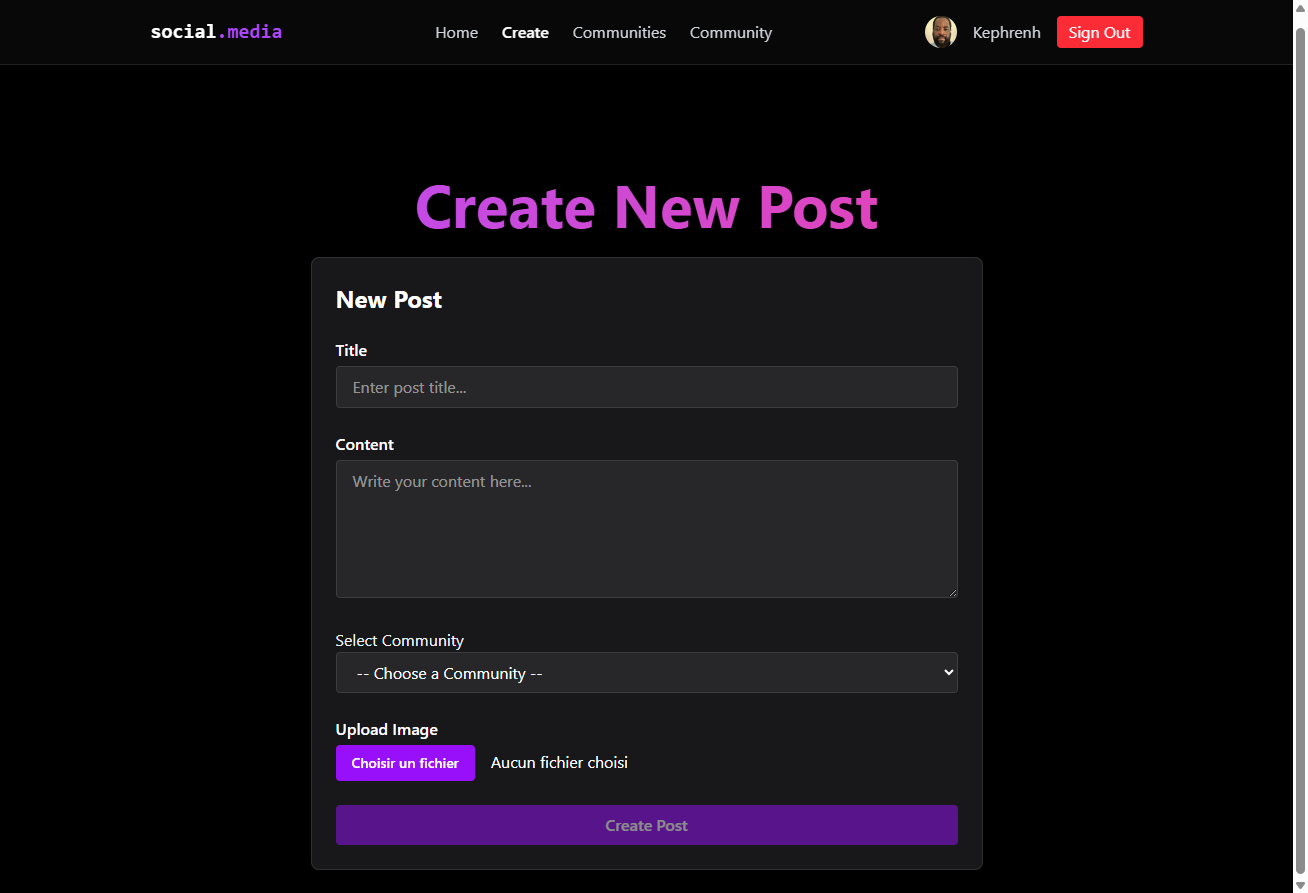 social.media Home Create Communities Community Kephrenh Sign Out
Create New Post
New Post
Title
Enter post title...
Content
Write your content here...
Select Community
-- Choose a Community --
Upload Image
Choisir un fichier Aucun fichier choisi
Create Post